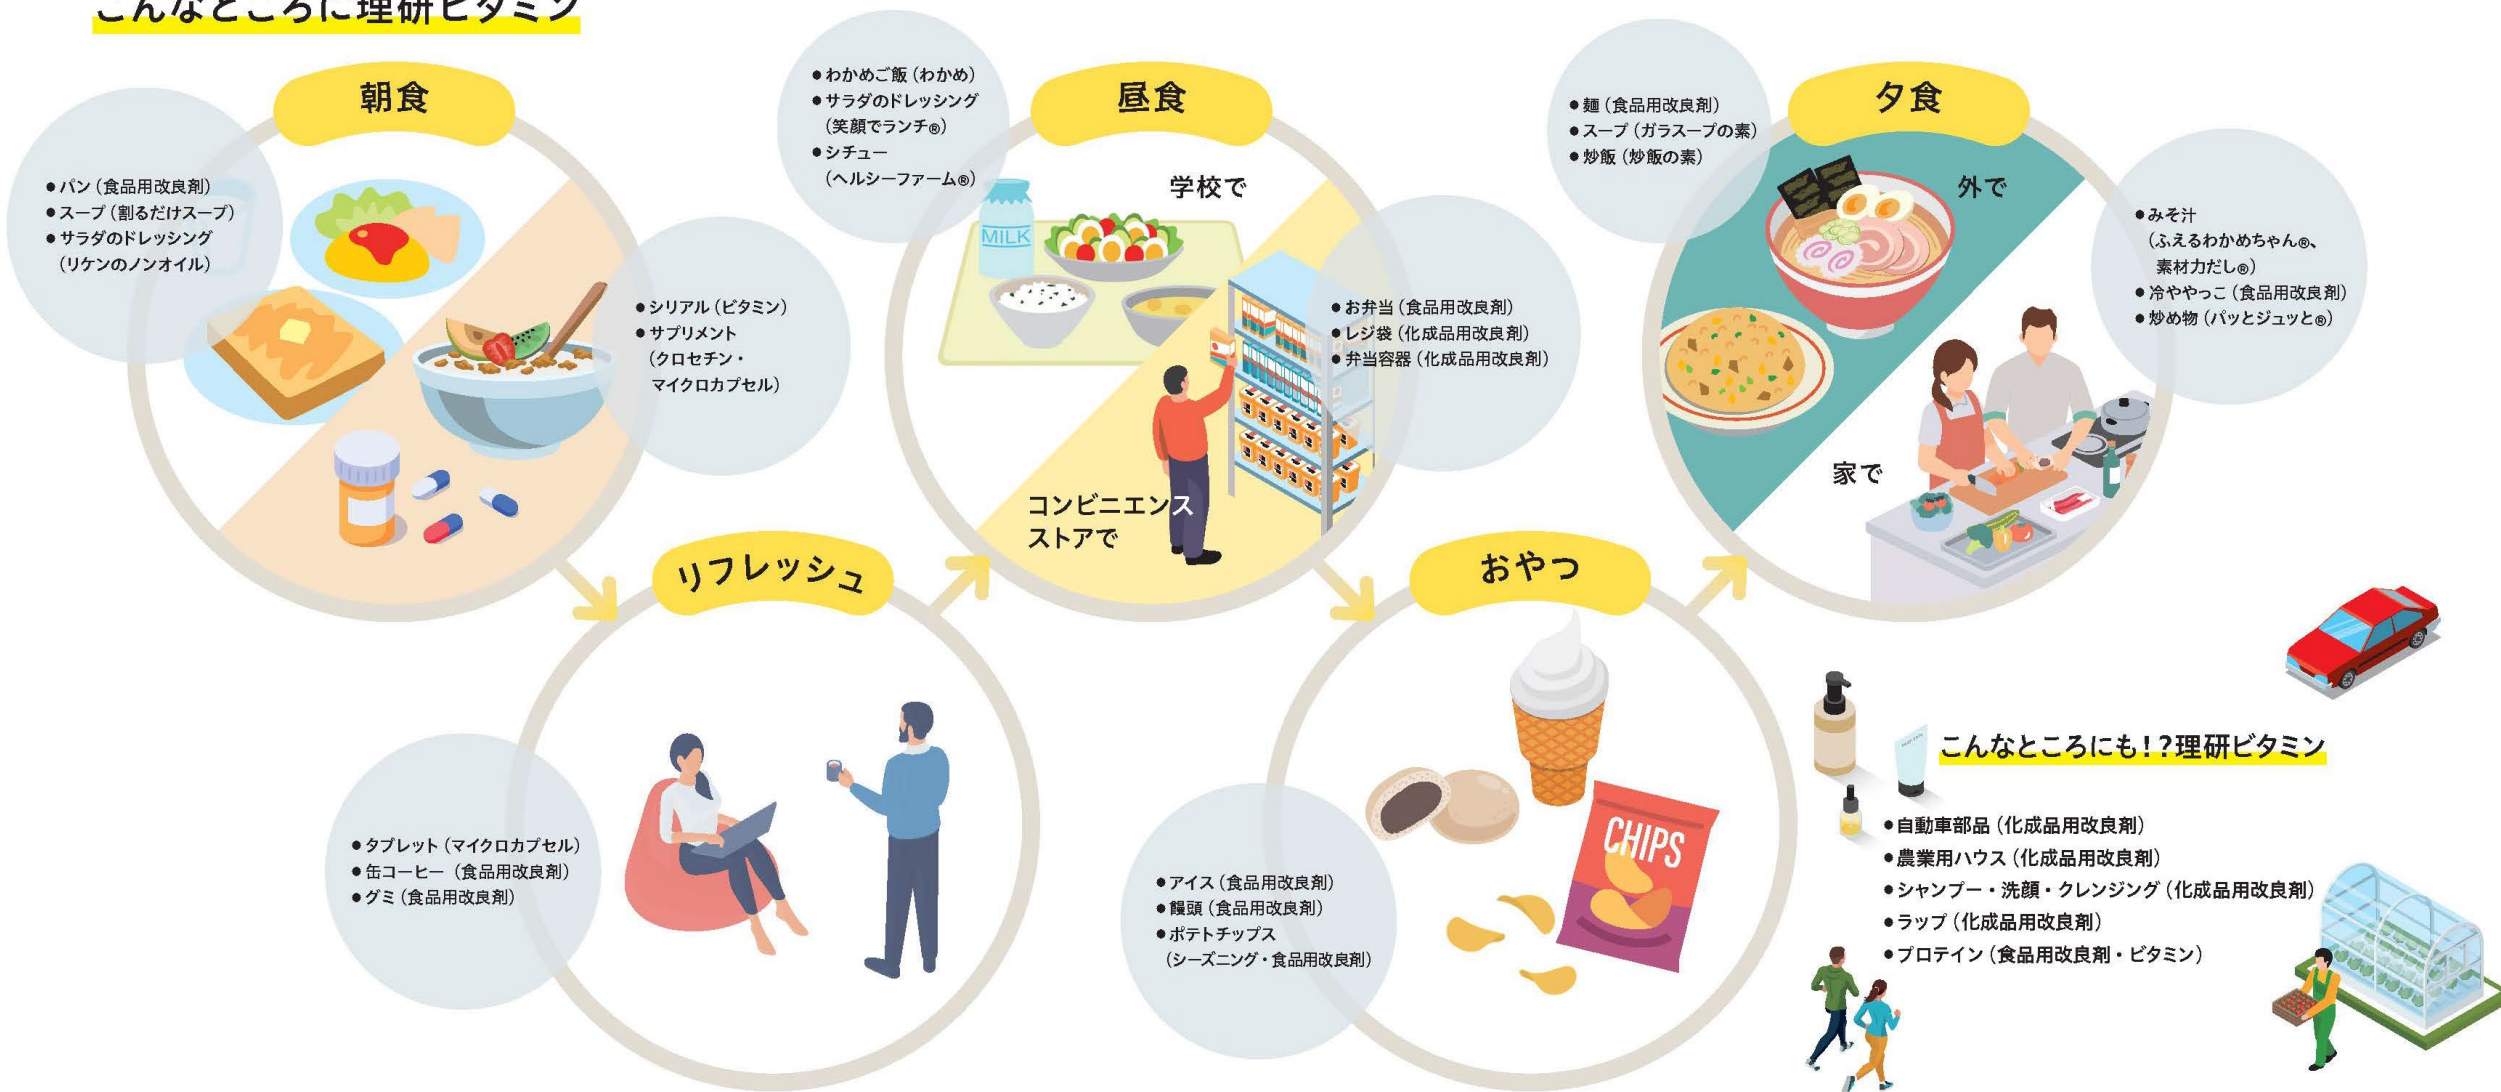 こんなところに理研ビタミン
朝食
●パン（食品用改良剤）
●スープ（割るだけスープ）
●サラダのドレッシング
（リケンのノンオイル）
●シリアル（ビタミン）
●サプリメント
（クロセチン・
マイクロカプセル）
リフレッシュ
●タブレット（マイクロカプセル）
●缶コーヒー（食品用改良剤）
●グミ（食品用改良剤）
昼食
●わかめご飯（わかめ）
●サラダのドレッシング
（笑顔でランチ®）
●シチュー
（ヘルシーファーム®）
学校で
MILK
●お弁当（食品用改良剤）
●レジ袋（化成品用改良剤）
●弁当容器（化成品用改良剤）
コンビニエンス
ストアで
おやつ
CHIPS
●アイス（食品用改良剤）
●饅頭（食品用改良剤）
●ポテトチップス
（シーズニング・食品用改良剤）
夕食
●麺（食品用改良剤）
●スープ（ガラスープの素）
●炒飯（炒飯の素）
外で
●みそ汁
（ふえるわかめちゃん®、
素材力だし®）
●冷ややっこ（食品用改良剤）
●炒め物（パッとジュッと®）
家で
こんなところにも！？理研ビタミン
●自動車部品（化成品用改良剤）
●農業用ハウス（化成品用改良剤）
●シャンプー・洗顔・クレンジング（化成品用改良剤）
●ラップ（化成品用改良剤）
●プロテイン（食品用改良剤・ビタミン）